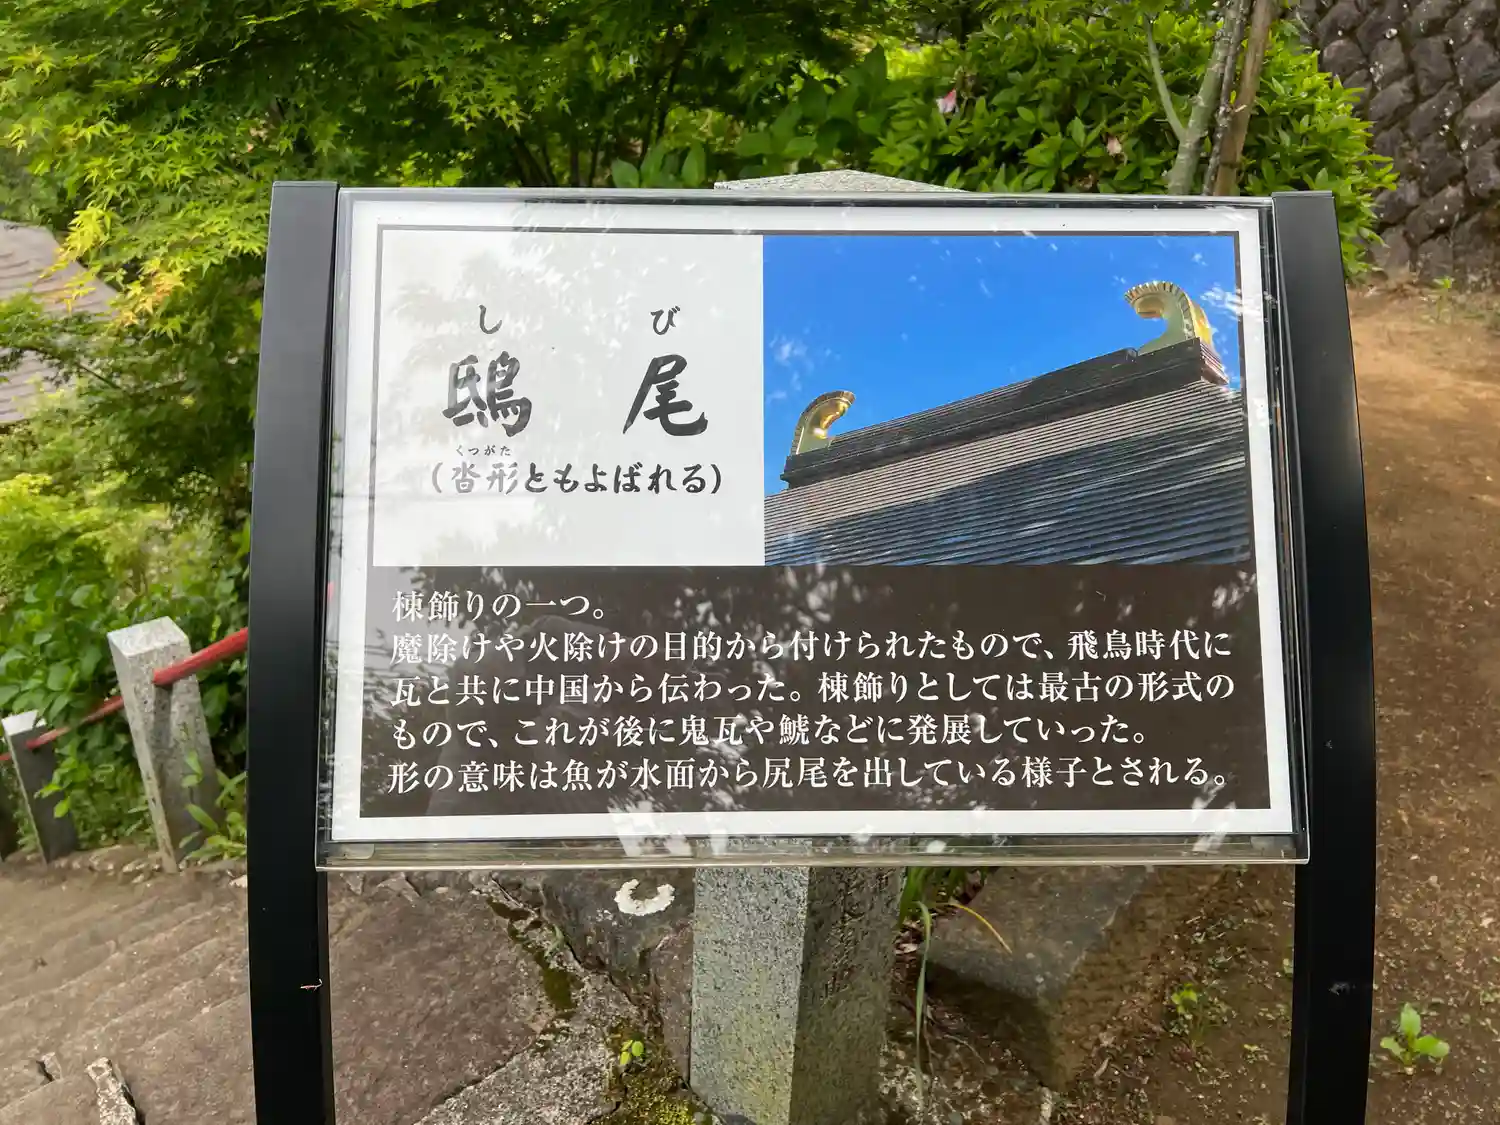 しび
鴟尾
くつがた
(沓形ともよばれる)
棟飾りの一つ。
魔除けや火除けの目的から付けられたもので、飛鳥時代に
瓦と共に中国から伝わった。棟飾りとしては最古の形式の
もので、これが後に鬼瓦や鯱などに発展していった。
形の意味は魚が水面から尻尾を出している様子とされる。